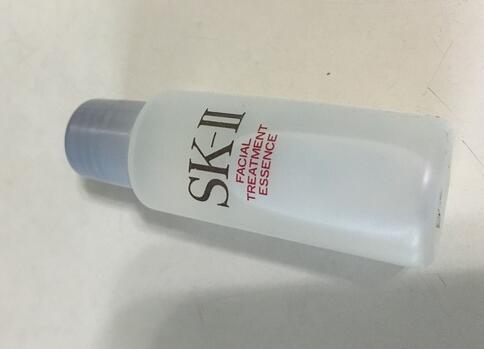 SK-II
FACIAL
TREATMENT
ESSENCE